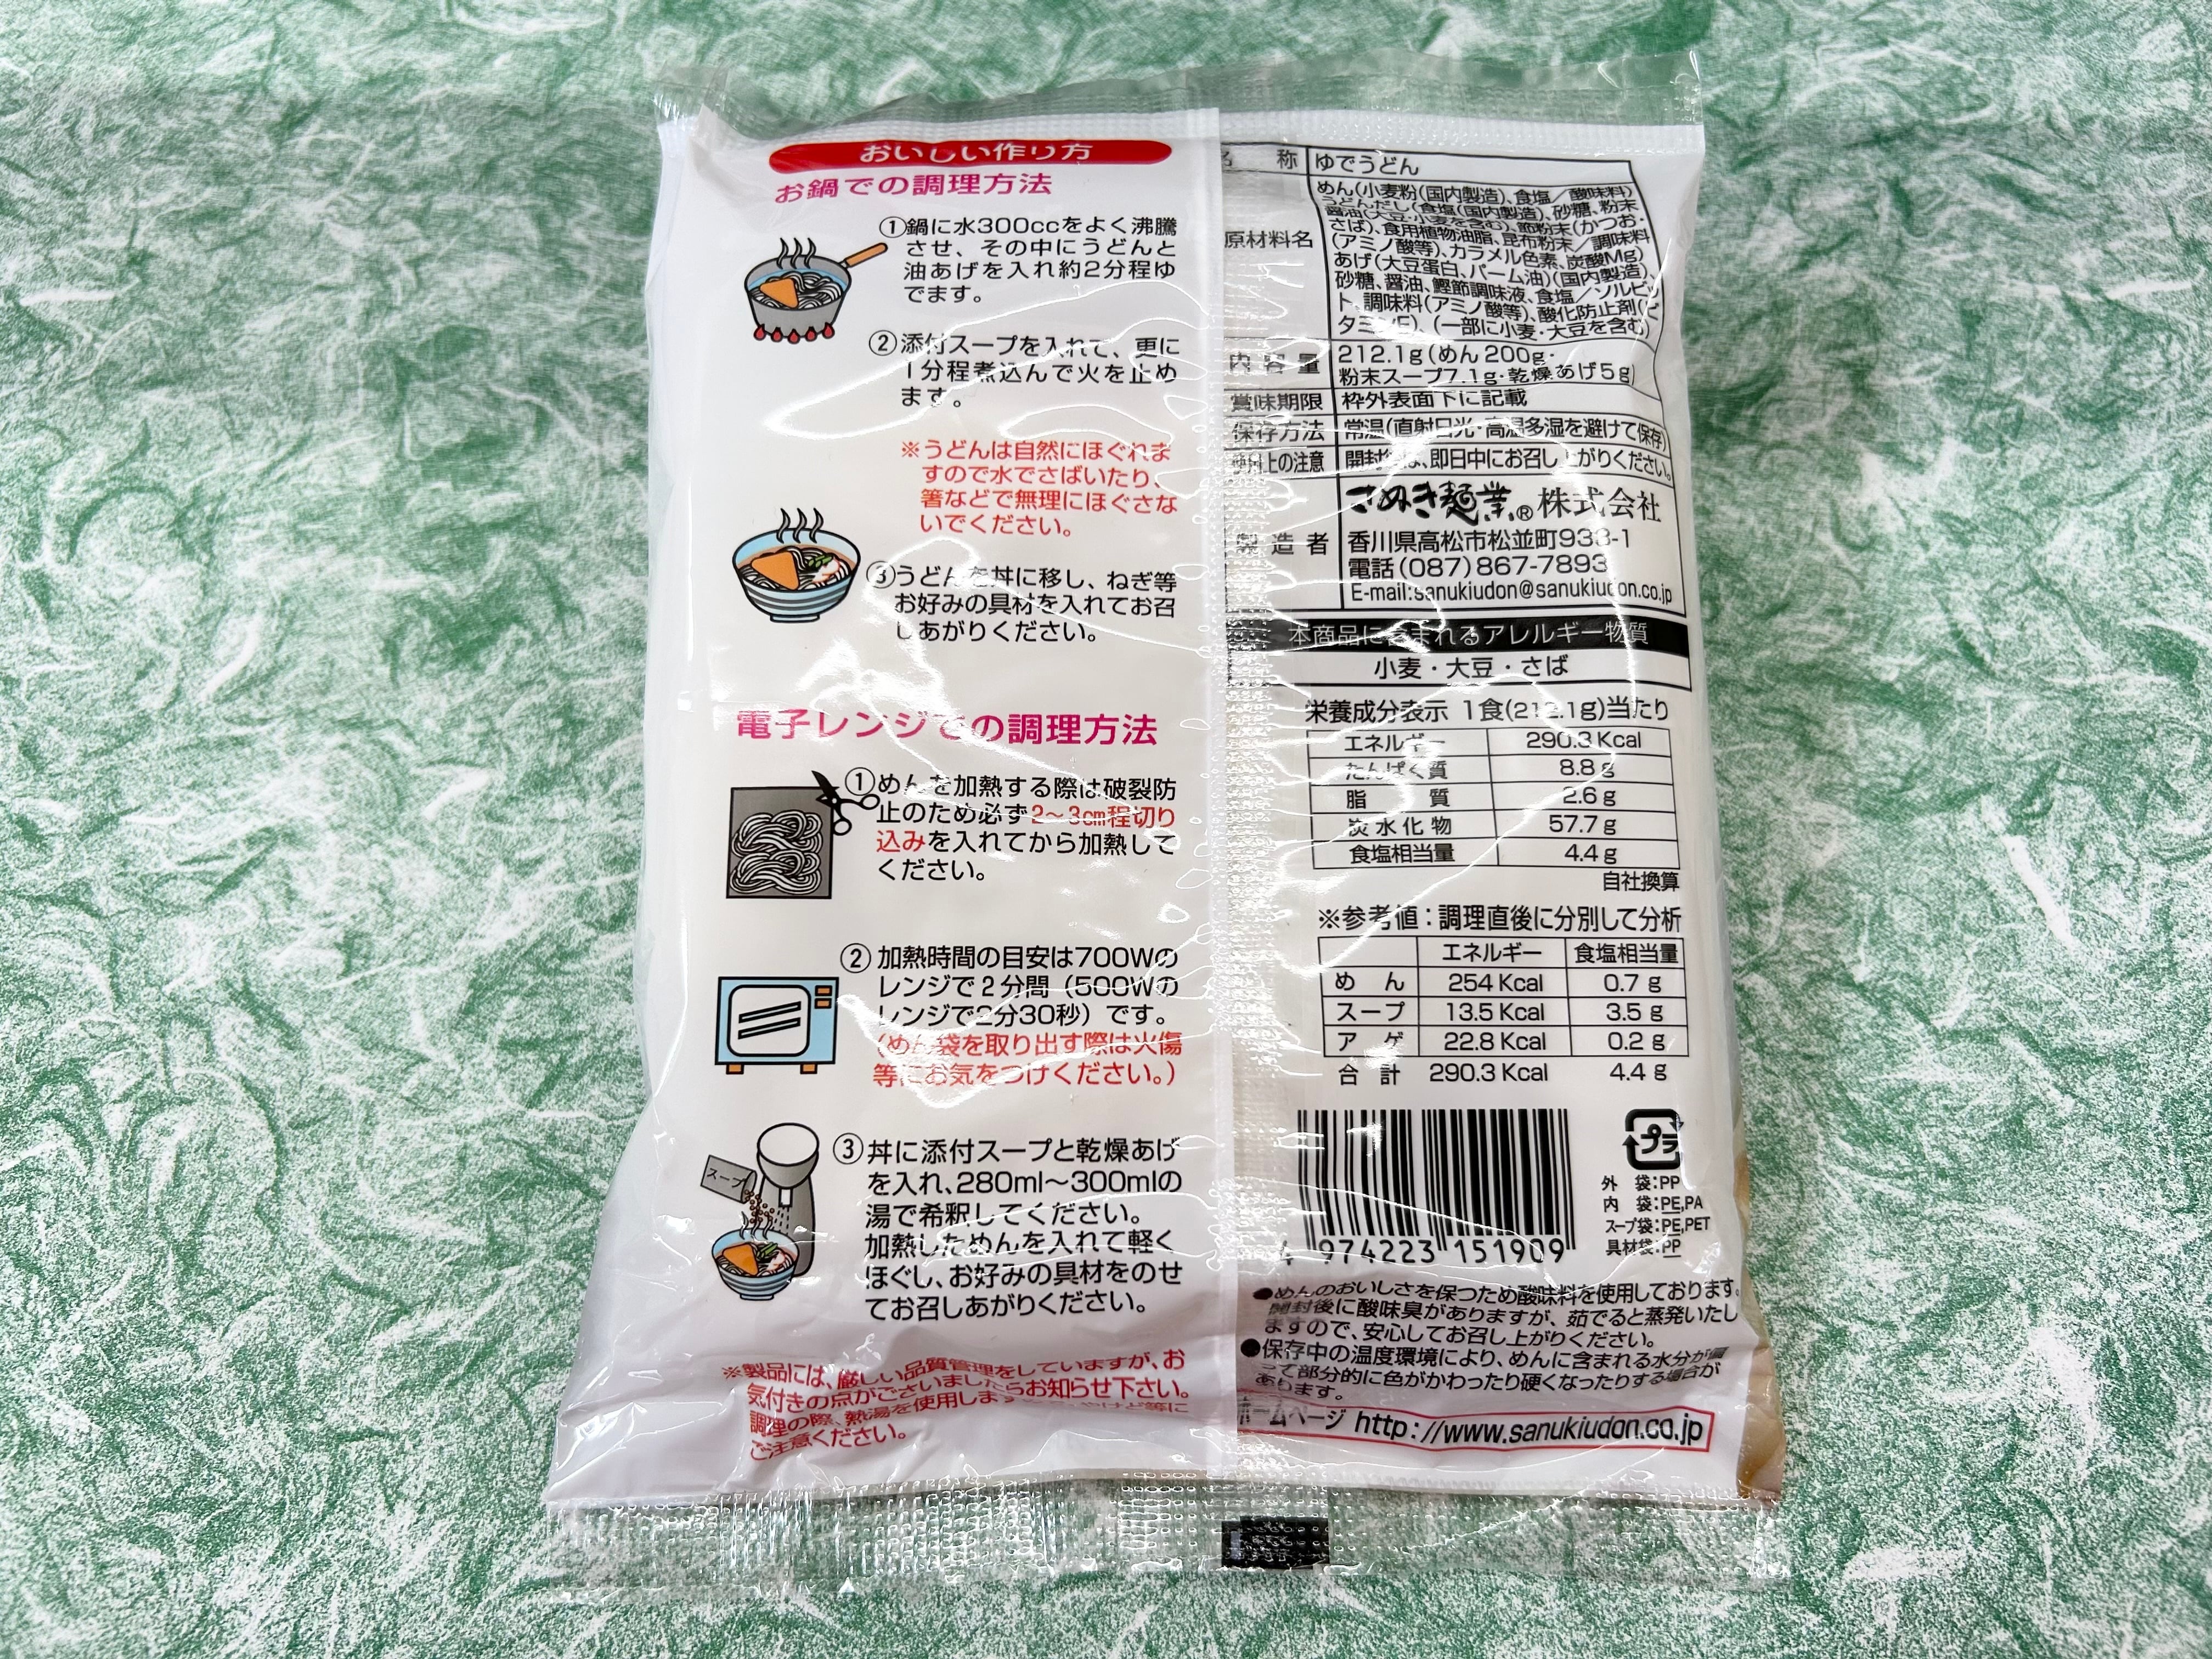 おいしい作り方
お鍋での調理方法
①鍋に水300ccをよく沸騰
させ、その中にうどんと
油あげを入れ約2分程ゆ
でます。
②添付スープを入れて、更に
1分程煮込んで火を止め
ます。
※うどんは自然にほぐれま
すので水でさばいたり、
箸などで無理にほぐさな
いでください。
③うどんを丼に移し、ねぎ等
お好みの具材を入れてお召
しあがりください。
電子レンジでの調理方法
①めんを加熱する際は破裂防
止のため必ず2～3cm程切り
込みを入れてから加熱して
ください。
②加熱時間の目安は700Wの
レンジで2分間（500Wの
レンジで2分30秒）です。
（めん袋を取り出す際は火傷
等にお気をつけください。）
スープ
③丼に添付スープと乾燥あげ
を入れ、280ml～300mlの
湯で希釈してください。
加熱しためんを入れて軽く
ほぐし、お好みの具材をのせ
てお召しあがりください。
※製品には、厳しい品質管理をしていますが、お
気付きの点がございましたらお知らせ下さい。
調理の際、熱湯を使用します やけど等に
ご注意ください。
名称 ゆでうどん
原材料名
めん(小麦粉(国内製造)、食塩／酸味料)
うどんだし(食塩(国内製造)、砂糖、粉末
醤油(大豆・小麦を含む)、節粉末(かつお・
さば)、食用植物油脂、昆布粉末／調味料
(アミノ酸等)、カラメル色素、炭酸Mg)
あげ(大豆蛋白、パーム油)(国内製造)、
砂糖、醤油、鰹節調味液、食塩／ソルビッ
ト、調味料(アミノ酸等)、酸化防止剤(ビ
タミンE)、(一部に小麦・大豆を含む)
内容量 212.1g(めん200g・
粉末スープ7.1g・乾燥あげ5g)
賞味期限 枠外表面下に記載
保存方法 常温(直射日光・高温多湿を避けて保存)
使用上の注意 開封後は、即日中にお召し上がりください。
製造者
さぬき麺業®株式会社
香川県高松市松並町933-1
電話(087)867-7893
E-mail:sanukiudon@sanukiudon.co.jp
本商品に含まれるアレルギー物質
小麦・大豆・さば
栄養成分表示 1食(212.1g)当たり
エネルギー 290.3Kcal
たんぱく質 8.8g
脂質 2.6g
炭水化物 57.7g
食塩相当量 4.4g
自社換算
※参考値：調理直後に分別して分析
エネルギー 食塩相当量
めん 254Kcal 0.7g
スープ 13.5Kcal 3.5g
アゲ 22.8Kcal 0.2g
合計 290.3Kcal 4.4g
4 974223 151909
プラ
外袋:PP
内袋:PE,PA
スープ袋:PE,PET
具材袋:PP
●めんのおいしさを保つため酸味料を使用しております。
開封後に酸味臭がありますが、茹でると蒸発いたし
ますので、安心してお召し上がりください。
●保存中の温度環境により、めんに含まれる水分が偏
って部分的に色がかわったり硬くなったりする場合が
あります。
ホームページ http://www.sanukiudon.co.jp